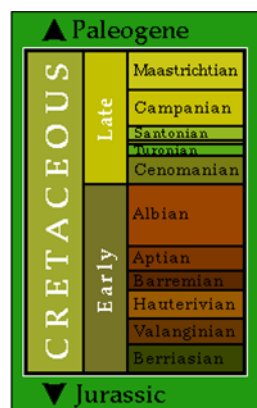 ▲ Paleogene
CRETACEOUS
Late
Maastrichtian
Campanian
Santonian
Turonian
Cenomanian
Early
Albian
Aptian
Barremian
Hauterivian
Valanginian
Berriasian
▼ Jurassic